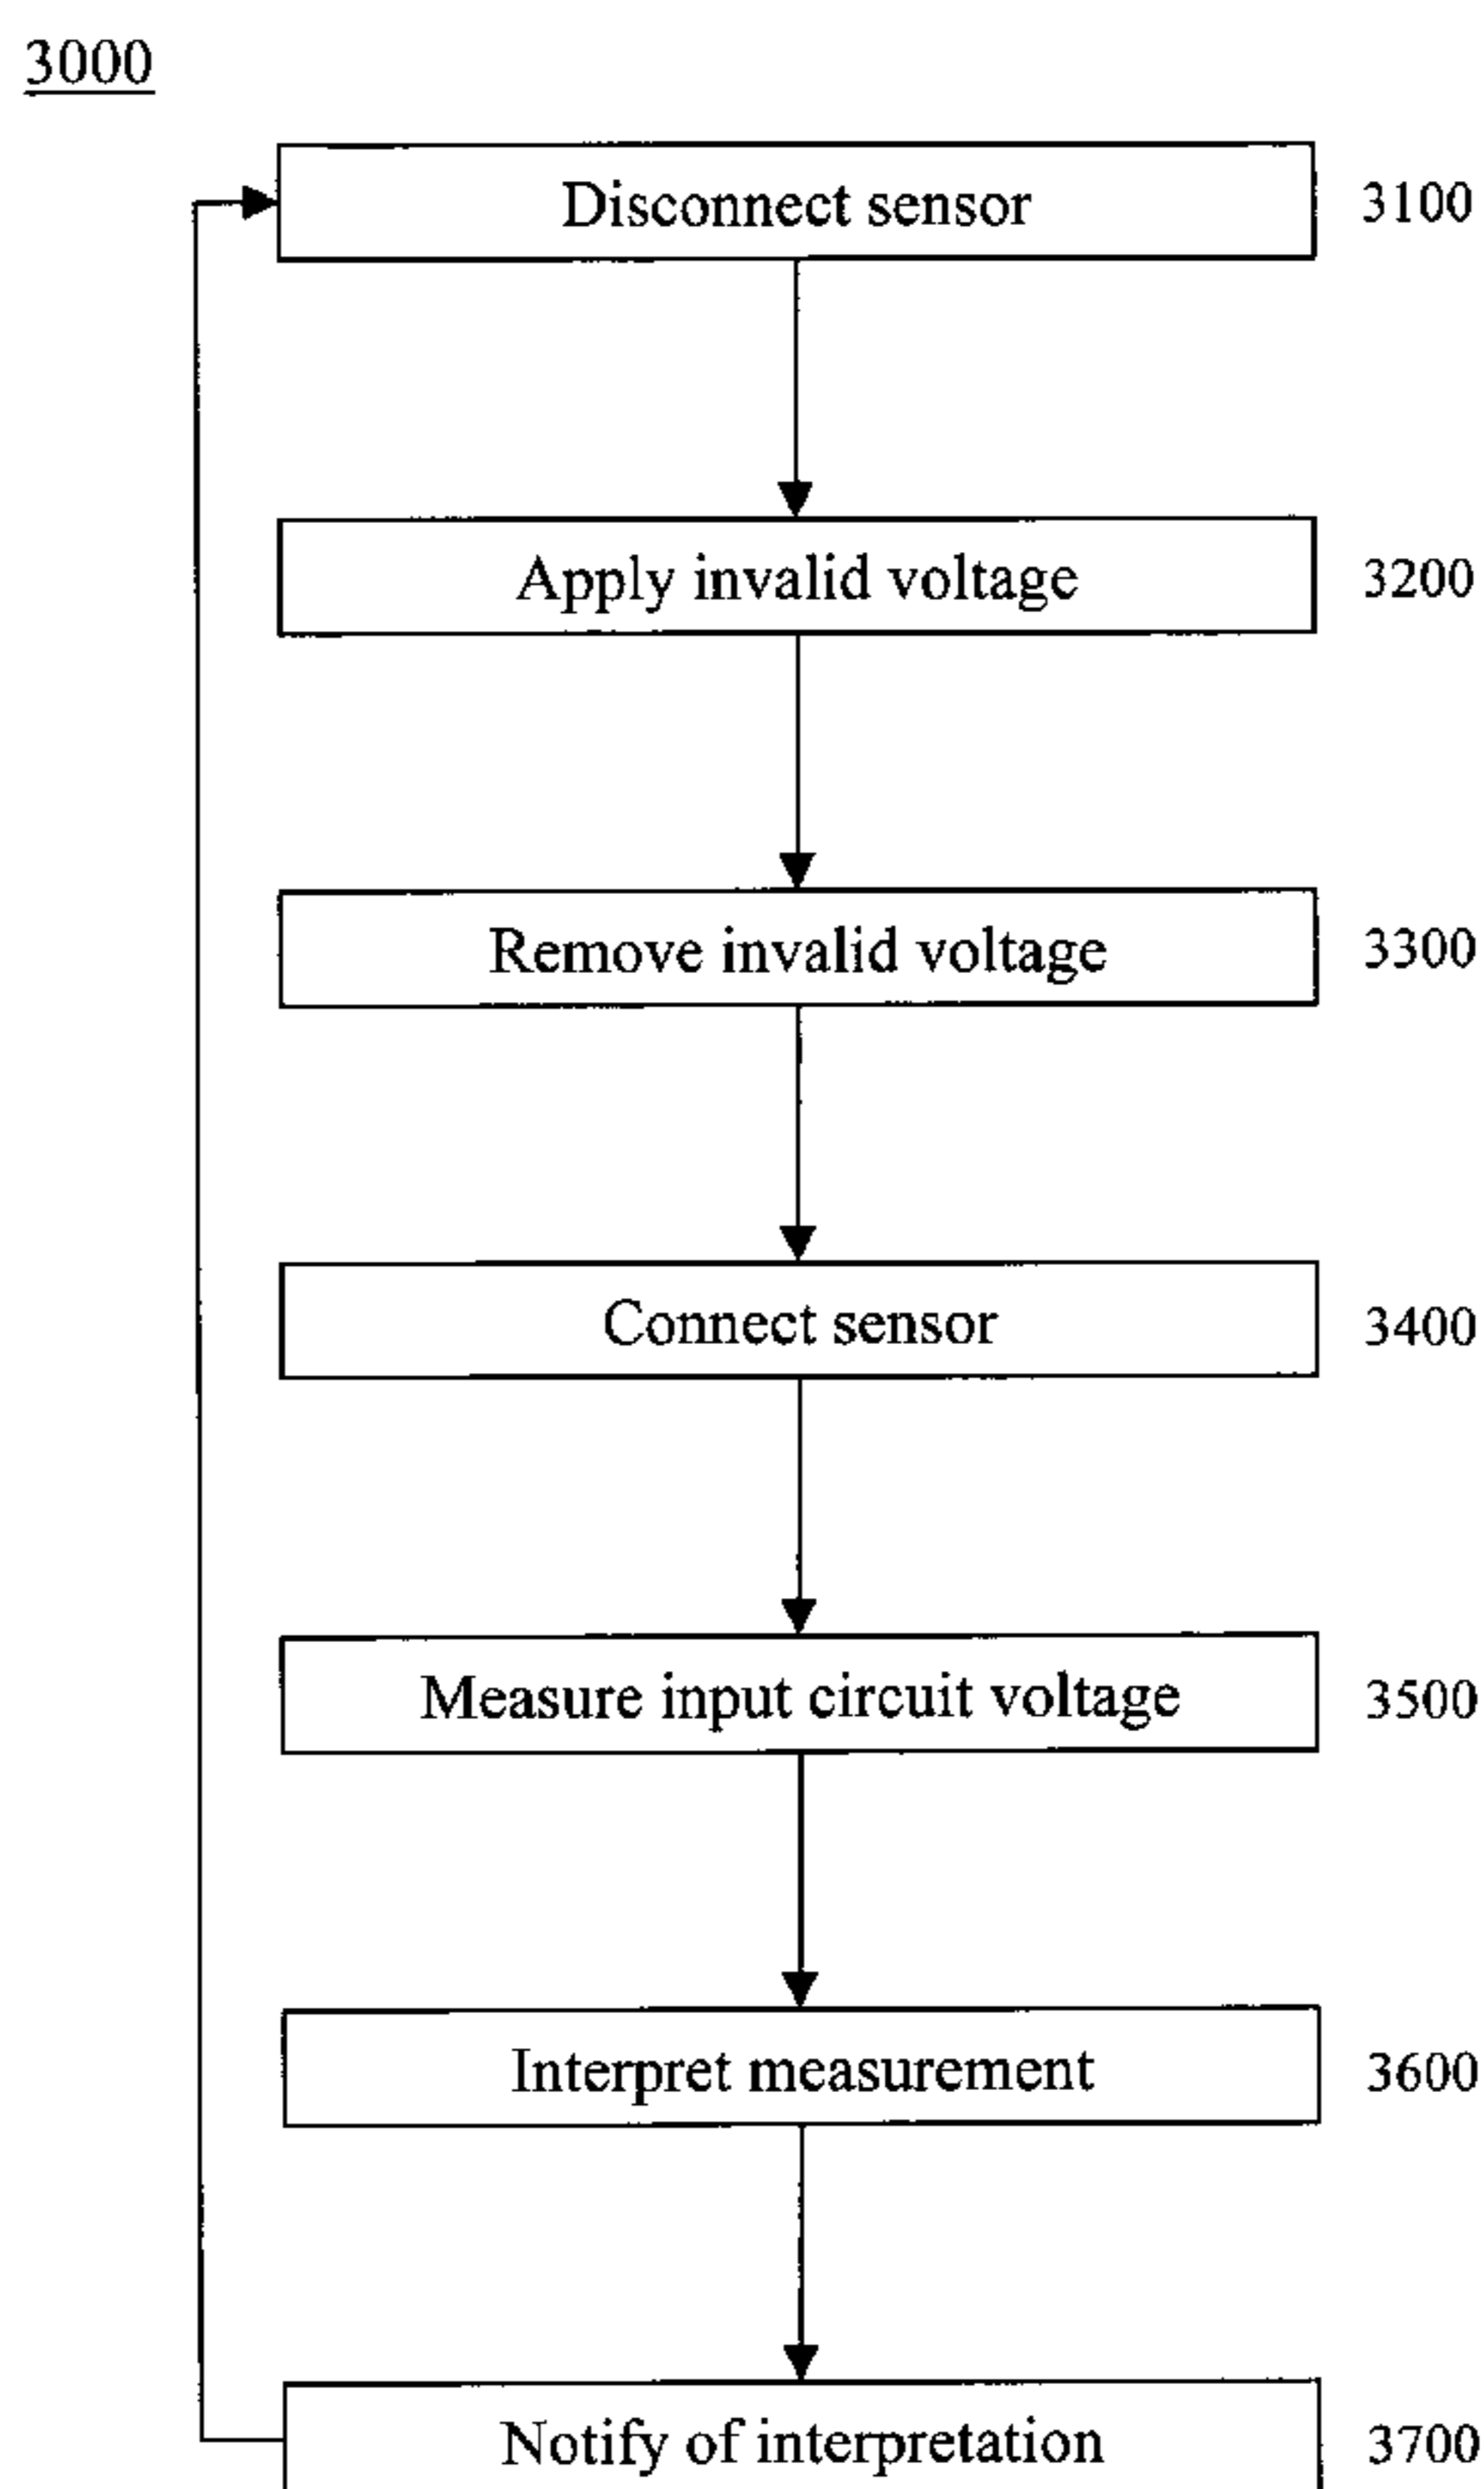 3000
Disconnect sensor 3100
Apply invalid voltage 3200
Remove invalid voltage 3300
Connect sensor 3400
Measure input circuit voltage 3500
Interpret measurement 3600
Notify of interpretation 3700